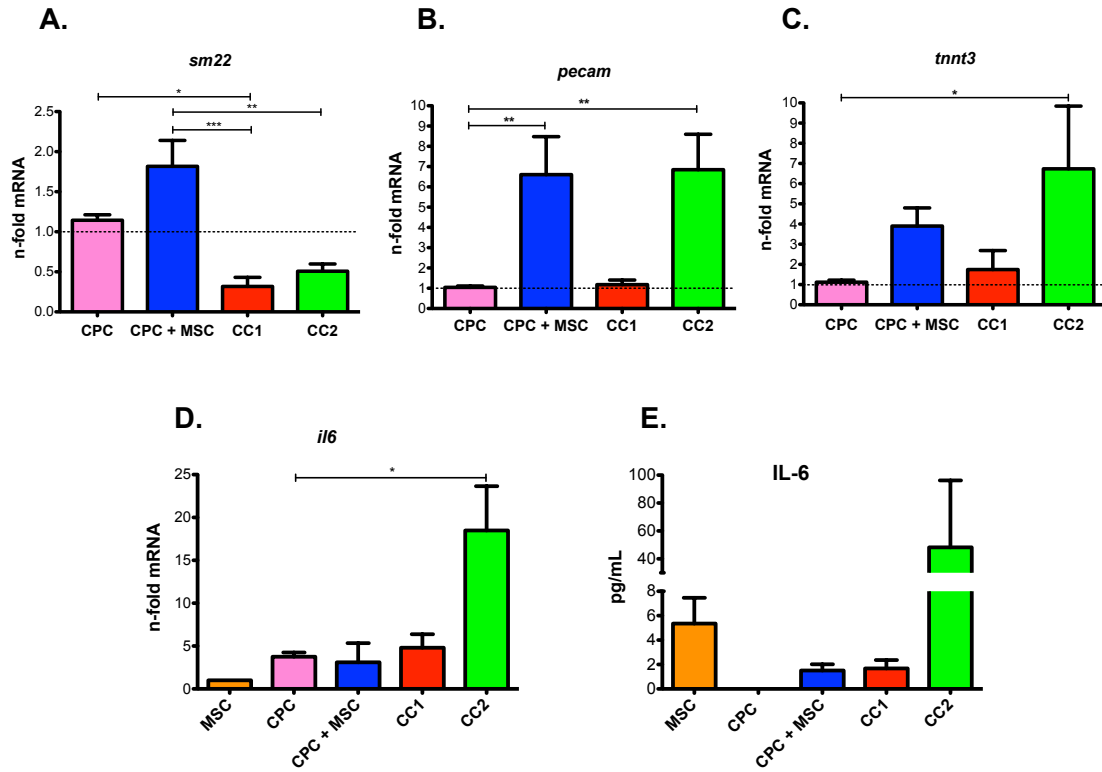 A.
sm22
*
**
***
n-fold mRNA
2.5
2.0
1.5
1.0
0.5
0.0
CPC
CPC + MSC
CC1
CC2
B.
pecam
**
**
n-fold mRNA
10
9
8
7
6
5
4
3
2
1
0
CPC
CPC + MSC
CC1
CC2
C.
tnnt3
*
n-fold mRNA
10
9
8
7
6
5
4
3
2
1
0
CPC
CPC + MSC
CC1
CC2
D.
il6
*
n-fold mRNA
25
20
15
10
5
0
MSC
CPC
CPC + MSC
CC1
CC2
E.
IL-6
pg/mL
100
80
60
40
8
6
4
2
0
MSC
CPC
CPC + MSC
CC1
CC2